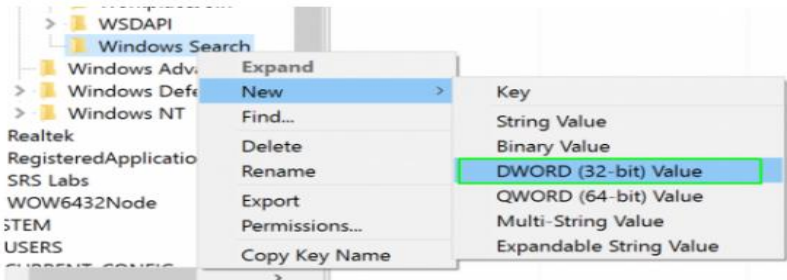 WSDAPI
Windows Search
Windows Adva
Windows Defe
Windows NT
Realtek
RegisteredApplicatio
SRS Labs
WOW6432Node
STEM
USERS
Expand
New
Find...
Delete
Rename
Export
Permissions...
Copy Key Name
Key
String Value
Binary Value
DWORD (32-bit) Value
QWORD (64-bit) Value
Multi-String Value
Expandable String Value